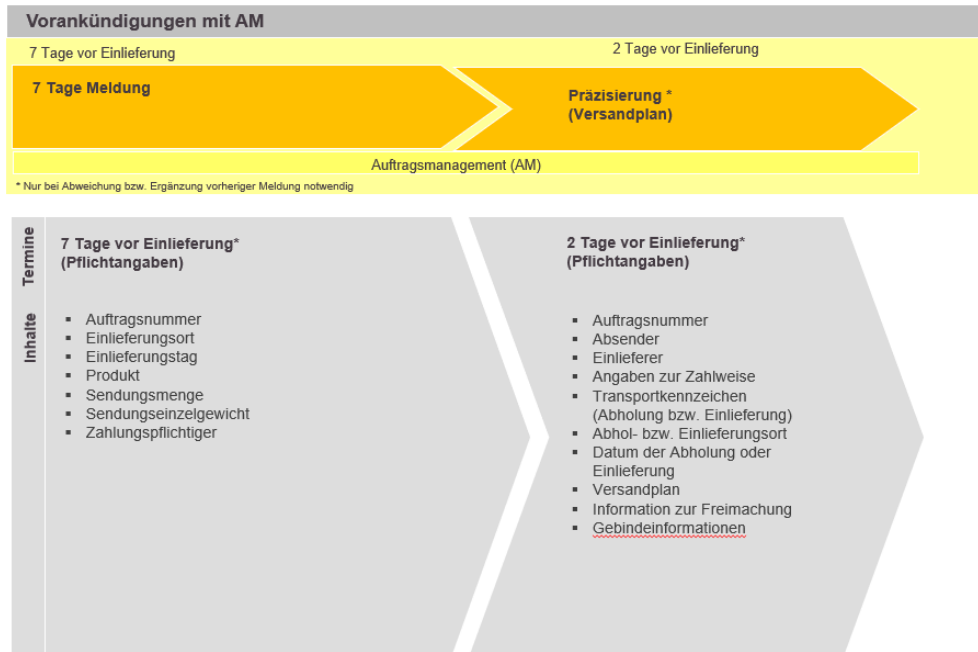 Vorankündigungen mit AM
7 Tage vor Einlieferung
2 Tage vor Einlieferung
7 Tage Meldung
Präzisierung *
(Versandplan)
Auftragsmanagement (AM)
* Nur bei Abweichung bzw. Ergänzung vorheriger Meldung notwendig
Termine
7 Tage vor Einlieferung*
(Pflichtangaben)
2 Tage vor Einlieferung*
(Pflichtangaben)
Inhalte
▪ Auftragsnummer
▪ Einlieferungsort
▪ Einlieferungstag
▪ Produkt
▪ Sendungsmenge
▪ Sendungseinzelgewicht
▪ Zahlungspflichtiger
▪ Auftragsnummer
▪ Absender
▪ Einlieferer
▪ Angaben zur Zahlweise
▪ Transportkennzeichen
(Abholung bzw. Einlieferung)
▪ Abhol- bzw. Einlieferungsort
▪ Datum der Abholung oder
Einlieferung
▪ Versandplan
▪ Information zur Freimachung
▪ Gebindeinformationen